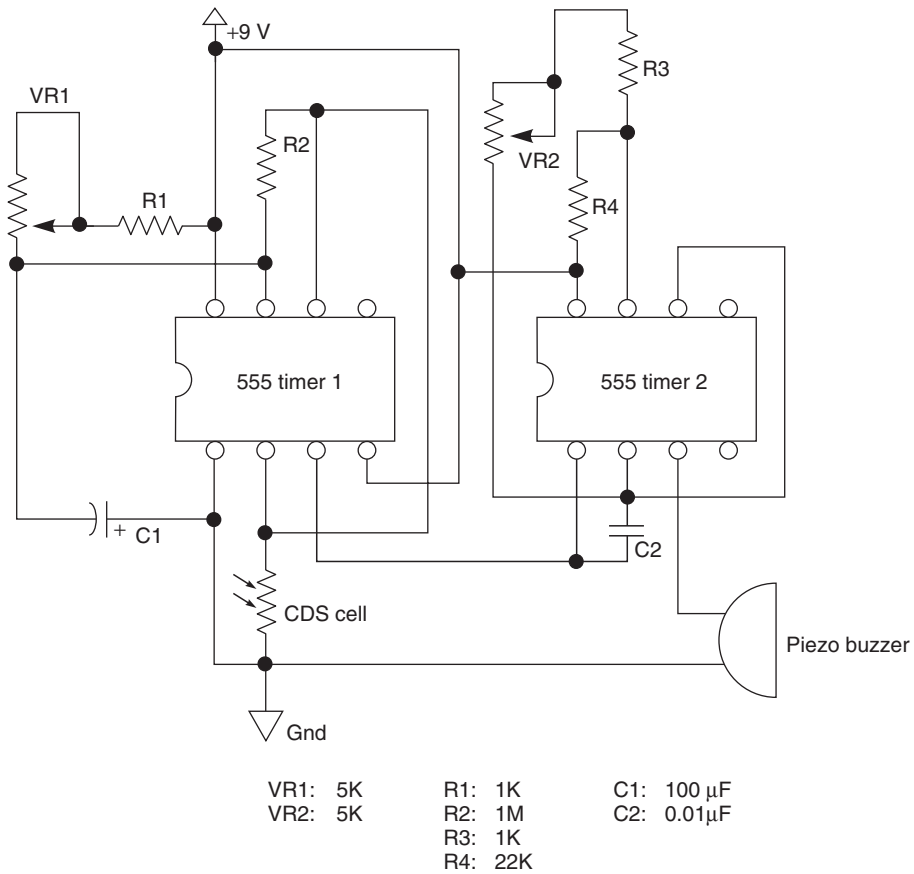 +9 V
VR1
R3
R2
VR2
R1
R4
555 timer 1
555 timer 2
+ C1
C2
CDS cell
Piezo buzzer
Gnd
VR1: 5K R1: 1K C1: 100 μF
VR2: 5K R2: 1M C2: 0.01μF
R3: 1K
R4: 22K